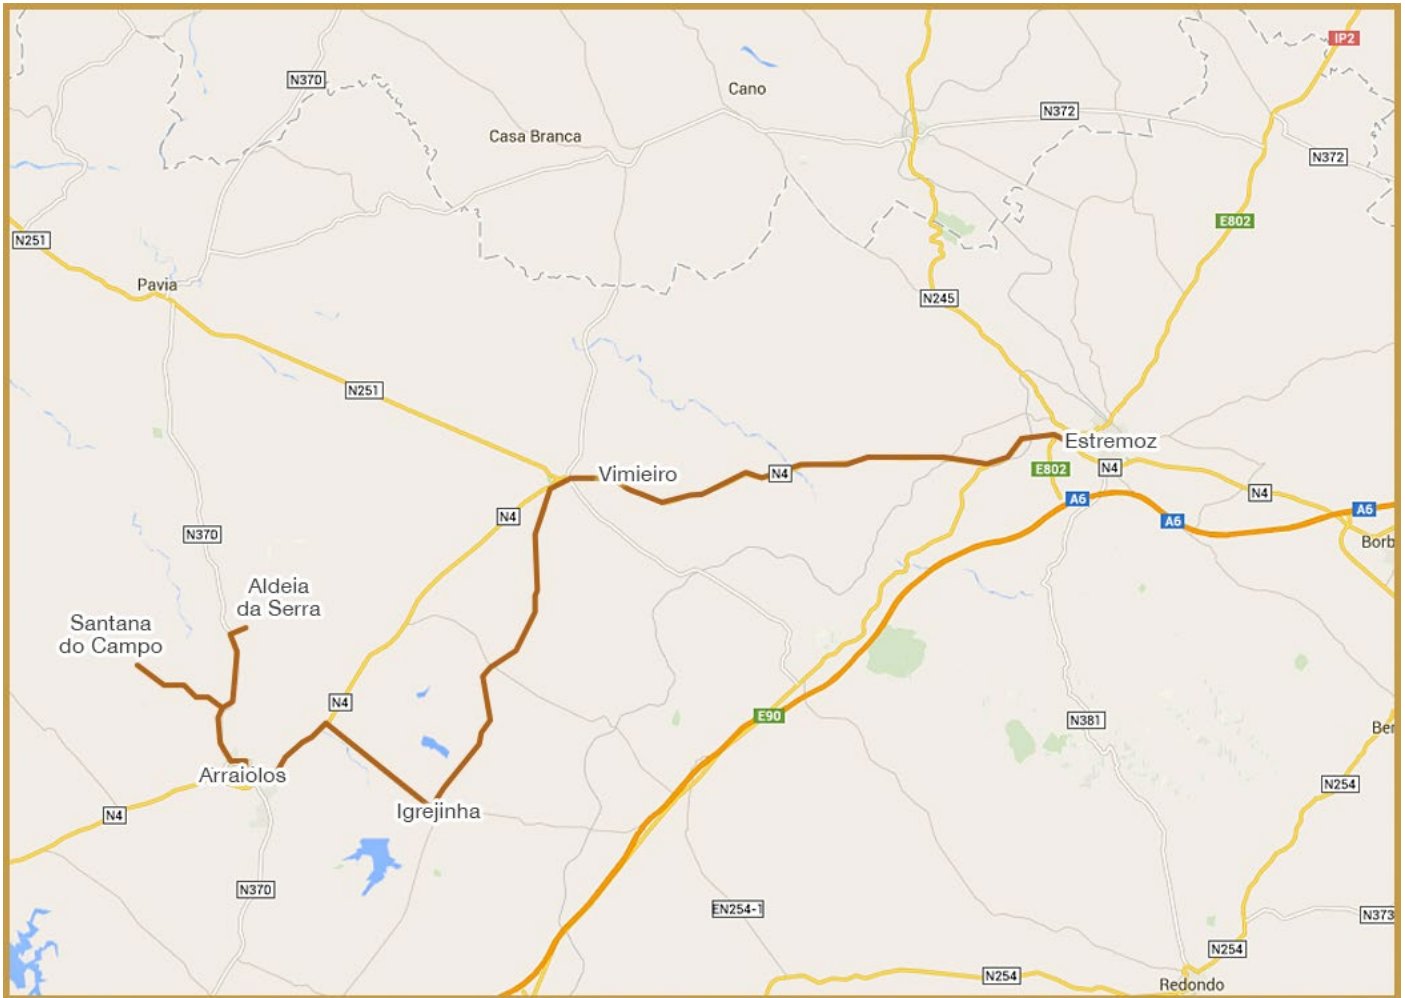 IP2
N370
Cano
N372
Casa Branca
N372
E802
N251
Pavia
N245
N251
Estremoz
E802
N4
Vimieiro
N4
N4
A6
A6
A6
N4
N370
Borb
Aldeia
da Serra
Santana
do Campo
N4
E90
N381
Ber
Arraiolos
N254
Igrejinha
N4
N370
EN254-1
N373
N254
N254
Redondo